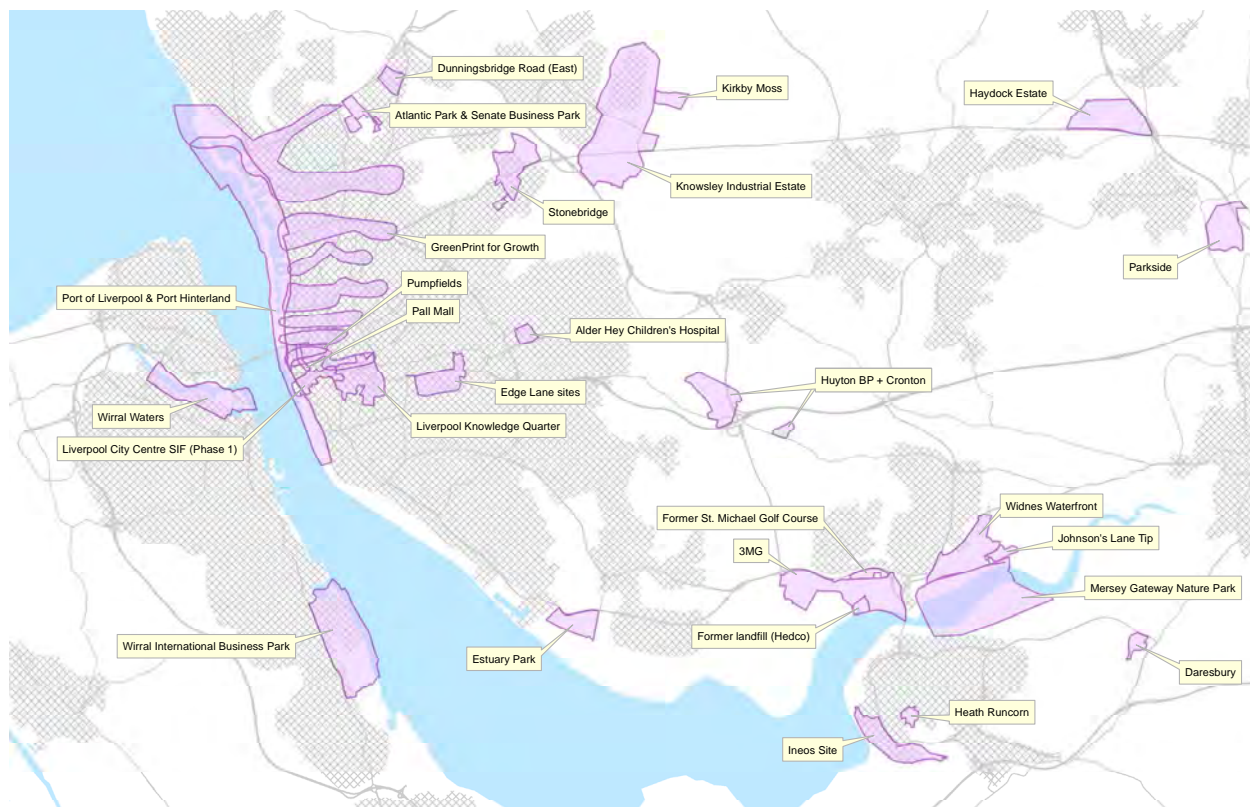 Dunningsbridge Road (East)
Kirkby Moss
Haydock Estate
Atlantic Park & Senate Business Park
Knowsley Industrial Estate
Stonebridge
GreenPrint for Growth
Parkside
Pumpfields
Port of Liverpool & Port Hinterland
Pall Mall
Alder Hey Children's Hospital
Huyton BP + Cronton
Edge Lane sites
Wirral Waters
Liverpool Knowledge Quarter
Liverpool City Centre SIF (Phase 1)
Widnes Waterfront
Former St. Michael Golf Course
Johnson's Lane Tip
3MG
Mersey Gateway Nature Park
Former landfill (Hedco)
Wirral International Business Park
Estuary Park
Daresbury
Heath Runcorn
Ineos Site